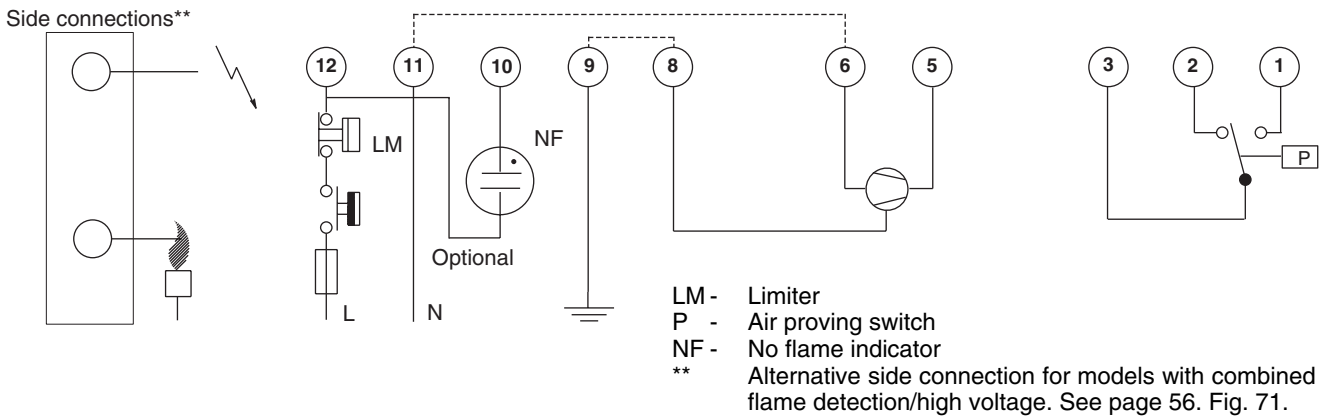 Side connections**
12 11 10 9 8 6 5 3 2 1
LM
NF
P
Optional
L N
LM - Limiter
P - Air proving switch
NF - No flame indicator
** Alternative side connection for models with combined
flame detection/high voltage. See page 56. Fig. 71.